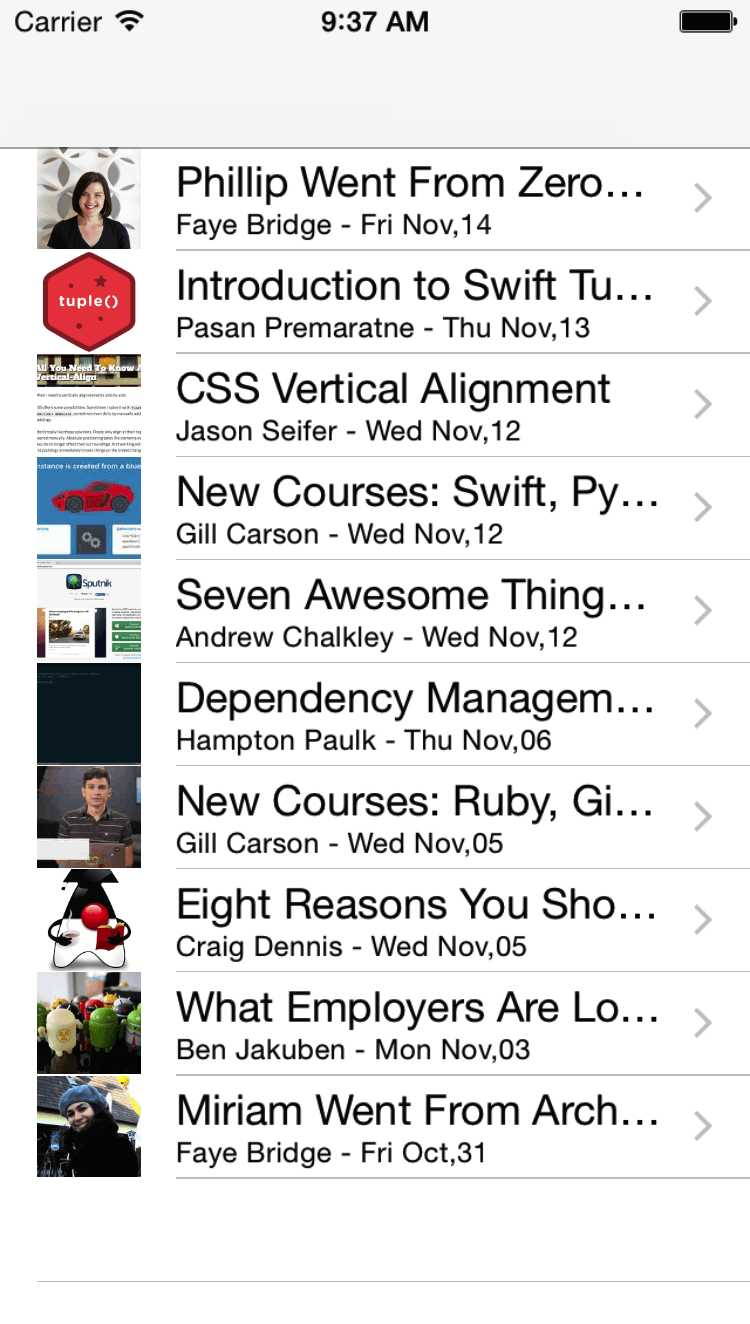 Carrier 9:37 AM
Phillip Went From Zero...
Faye Bridge - Fri Nov,14
tuple()
Introduction to Swift Tu...
Pasan Premaratne - Thu Nov,13
All You Need To Know A
Vertical-Align
CSS Vertical Alignment
Jason Seifer - Wed Nov,12
nstance is created from a blue
New Courses: Swift, Py...
Gill Carson - Wed Nov,12
Sputnik
Seven Awesome Thing...
Andrew Chalkley - Wed Nov,12
Dependency Managem...
Hampton Paulk - Thu Nov,06
New Courses: Ruby, Gi...
Gill Carson - Wed Nov,05
Eight Reasons You Sho...
Craig Dennis - Wed Nov,05
What Employers Are Lo...
Ben Jakuben - Mon Nov,03
Miriam Went From Arch...
Faye Bridge - Fri Oct,31